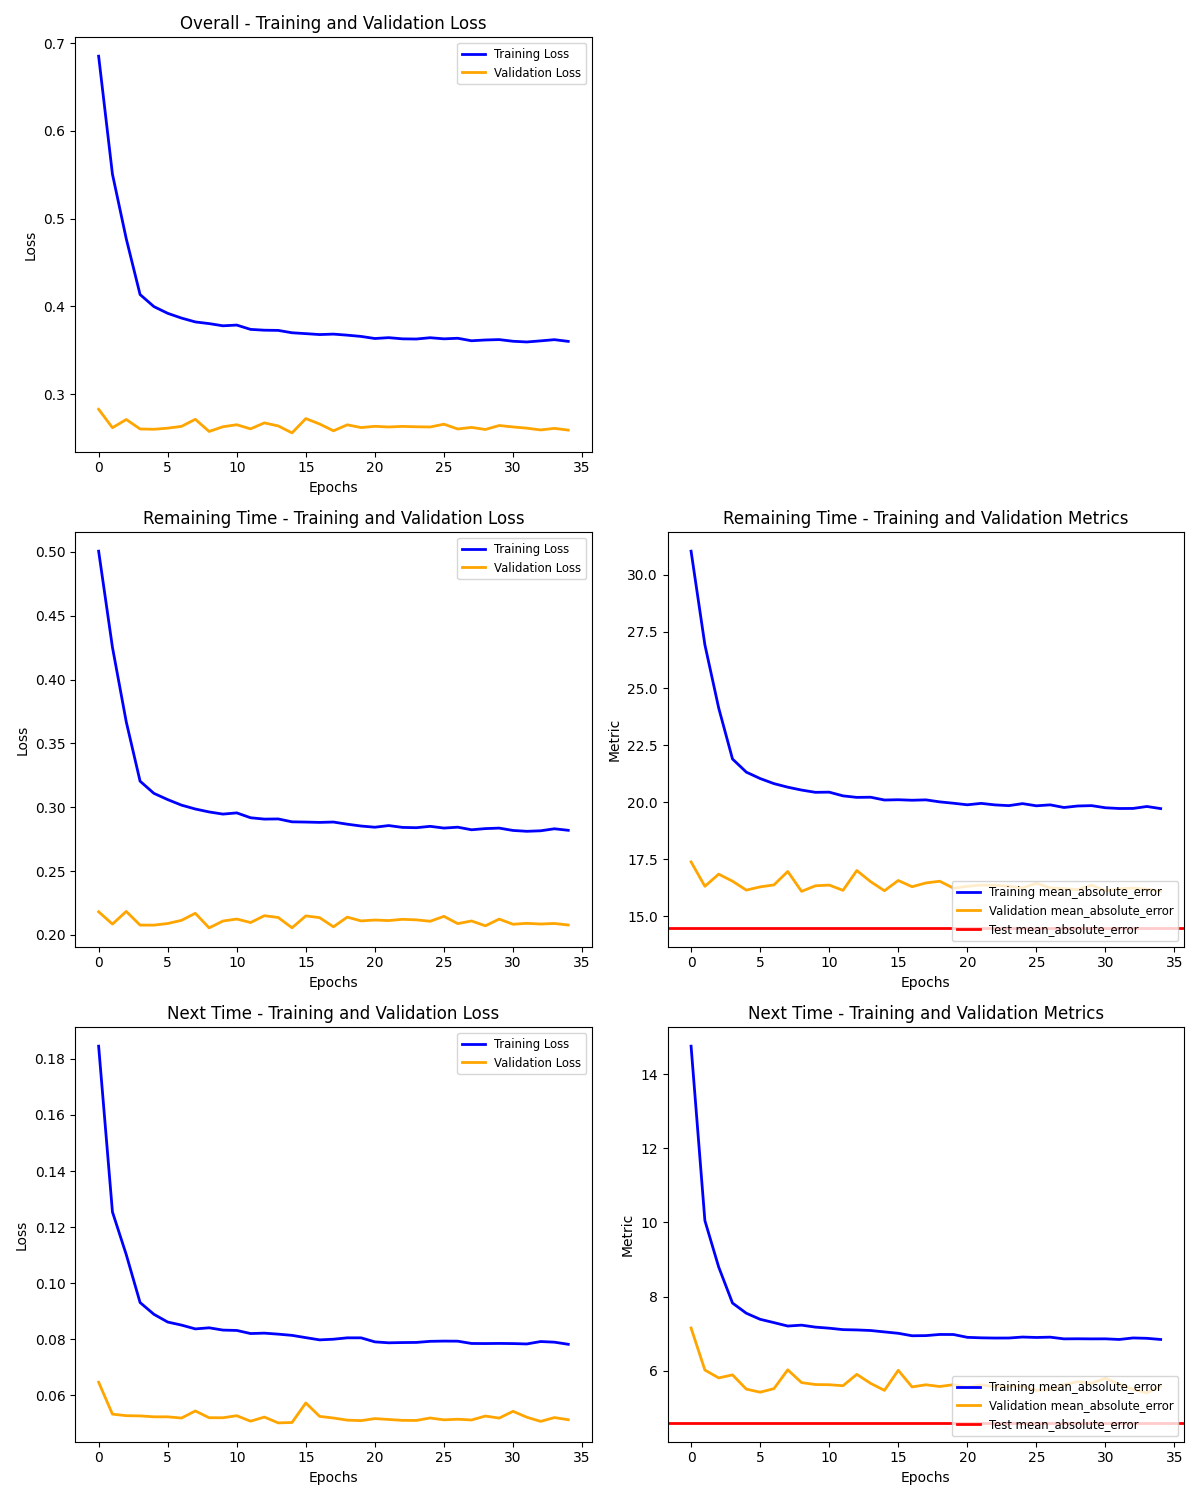 Overall - Training and Validation Loss
0.7
0.6
0.5
0.4
0.3
Loss
Training Loss
Validation Loss
0 5 10 15 20 25 30 35
Epochs
Remaining Time - Training and Validation Loss
0.50
0.45
0.40
0.35
0.30
0.25
0.20
Loss
Training Loss
Validation Loss
0 5 10 15 20 25 30 35
Epochs
Remaining Time - Training and Validation Metrics
30.0
27.5
25.0
22.5
20.0
17.5
15.0
Metric
Training mean_absolute_error
Validation mean_absolute_error
Test mean_absolute_error
0 5 10 15 20 25 30 35
Epochs
Next Time - Training and Validation Loss
0.18
0.16
0.14
0.12
0.10
0.08
0.06
Loss
Training Loss
Validation Loss
0 5 10 15 20 25 30 35
Epochs
Next Time - Training and Validation Metrics
14
12
10
8
6
Metric
Training mean_absolute_error
Validation mean_absolute_error
Test mean_absolute_error
0 5 10 15 20 25 30 35
Epochs